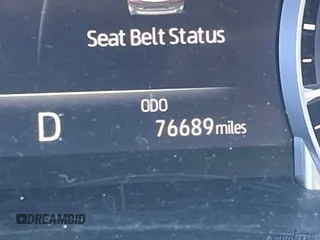 Seat Belt Status
ODO
D 76689 miles
DREAMBID